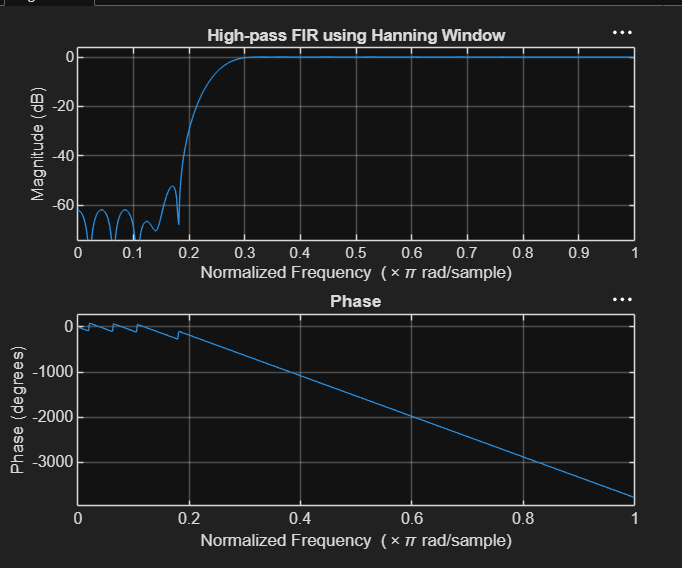 High-pass FIR using Hanning Window
Magnitude (dB)
0
-20
-40
-60
0 0.1 0.2 0.3 0.4 0.5 0.6 0.7 0.8 0.9 1
Normalized Frequency (×π rad/sample)
Phase
Phase (degrees)
0
-1000
-2000
-3000
0 0.2 0.4 0.6 0.8 1
Normalized Frequency (×π rad/sample)